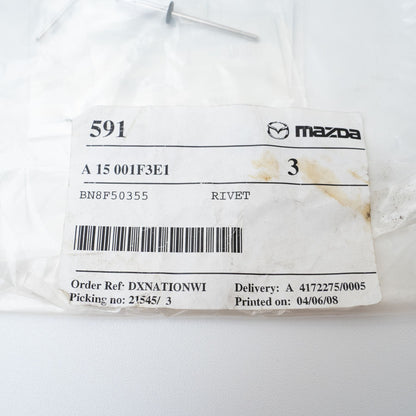 591 mazda
A 15 001F3E1 3
BN8F50355 RIVET
Order Ref: DXNATIONWI Delivery: A 4172275/0005
Picking no: 21545/ 3 Printed on: 04/06/08